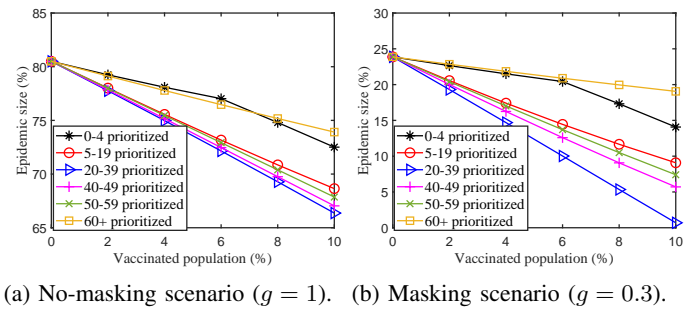 85
80
75
70
65
Epidemic size (%)
0-4 prioritized
5-19 prioritized
20-39 prioritized
40-49 prioritized
50-59 prioritized
60+ prioritized
0 2 4 6 8 10
Vaccinated population (%)
30
25
20
15
10
5
0
Epidemic size (%)
0-4 prioritized
5-19 prioritized
20-39 prioritized
40-49 prioritized
50-59 prioritized
60+ prioritized
0 2 4 6 8 10
Vaccinated population (%)
(a) No-masking scenario (g = 1). (b) Masking scenario (g = 0.3).